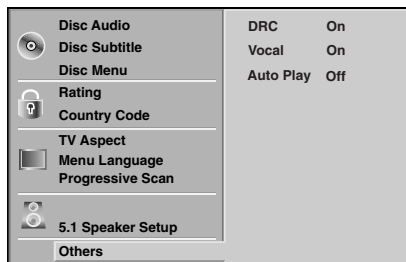 Disc Audio
Disc Subtitle
Disc Menu
Rating
Country Code
TV Aspect
Menu Language
Progressive Scan
5.1 Speaker Setup
Others
DRC On
Vocal On
Auto Play Off